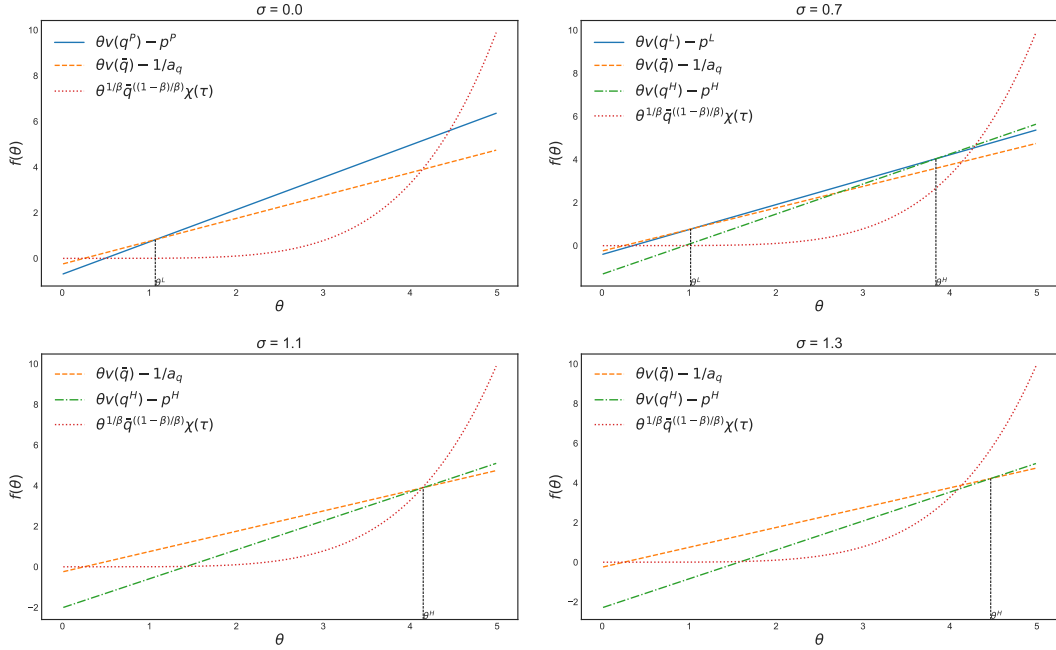 σ = 0.0
θv(q^P) − p^P
θv(q̄) − 1/a_q
θ^{1/β}q̄^{((1−β)/β)}χ(τ)
f(θ)
10
8
6
4
2
0
θ^L
0 1 2 3 4 5
θ
σ = 0.7
θv(q^L) − p^L
θv(q̄) − 1/a_q
θv(q^H) − p^H
θ^{1/β}q̄^{((1−β)/β)}χ(τ)
f(θ)
10
8
6
4
2
0
θ^L θ^H
0 1 2 3 4 5
θ
σ = 1.1
θv(q̄) − 1/a_q
θv(q^H) − p^H
θ^{1/β}q̄^{((1−β)/β)}χ(τ)
f(θ)
10
8
6
4
2
0
−2
θ^H
0 1 2 3 4 5
θ
σ = 1.3
θv(q̄) − 1/a_q
θv(q^H) − p^H
θ^{1/β}q̄^{((1−β)/β)}χ(τ)
f(θ)
10
8
6
4
2
0
−2
θ^H
0 1 2 3 4 5
θ